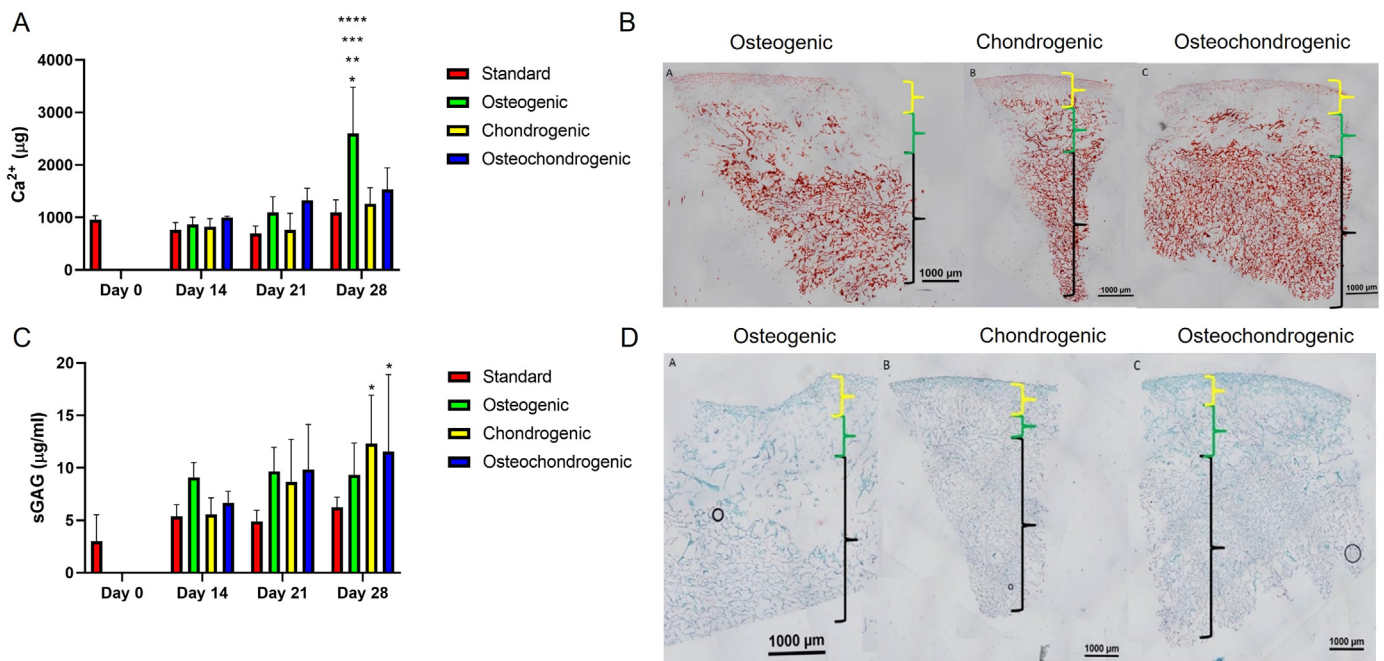 A
****
***
**
*
Ca2+ (µg)
4000
3000
2000
1000
0
Day 0
Day 14
Day 21
Day 28
Standard
Osteogenic
Chondrogenic
Osteochondrogenic
B
Osteogenic
Chondrogenic
Osteochondrogenic
A
B
C
1000 µm
1000 µm
1000 µm
C
sGAG (µg/ml)
20
15
10
5
0
*
*
Day 0
Day 14
Day 21
Day 28
Standard
Osteogenic
Chondrogenic
Osteochondrogenic
D
Osteogenic
Chondrogenic
Osteochondrogenic
A
B
C
1000 µm
1000 µm
1000 µm